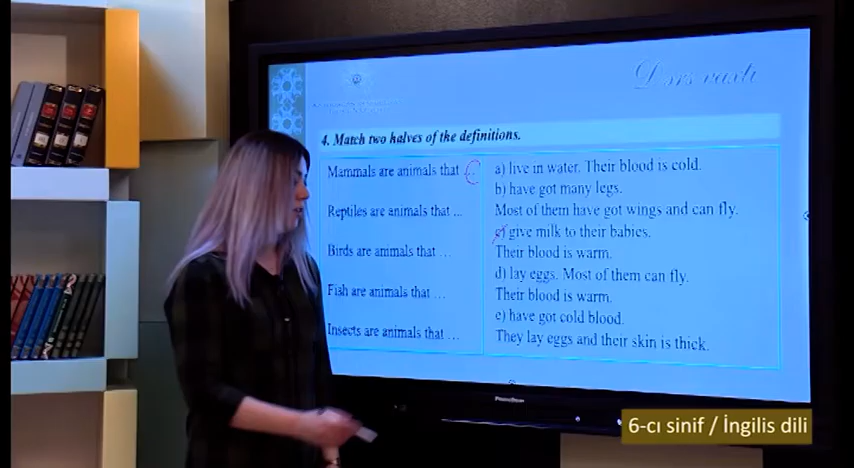 Dərs vaxtı
4. Match two halves of the definitions.
Mammals are animals that ...
Reptiles are animals that ...
Birds are animals that ...
Fish are animals that ...
Insects are animals that ...
a) live in water. Their blood is cold.
b) have got many legs.
Most of them have got wings and can fly.
c) give milk to their babies.
Their blood is warm.
d) lay eggs. Most of them can fly.
Their blood is warm.
e) have got cold blood.
They lay eggs and their skin is thick.
6-cı sinif / İngilis dili